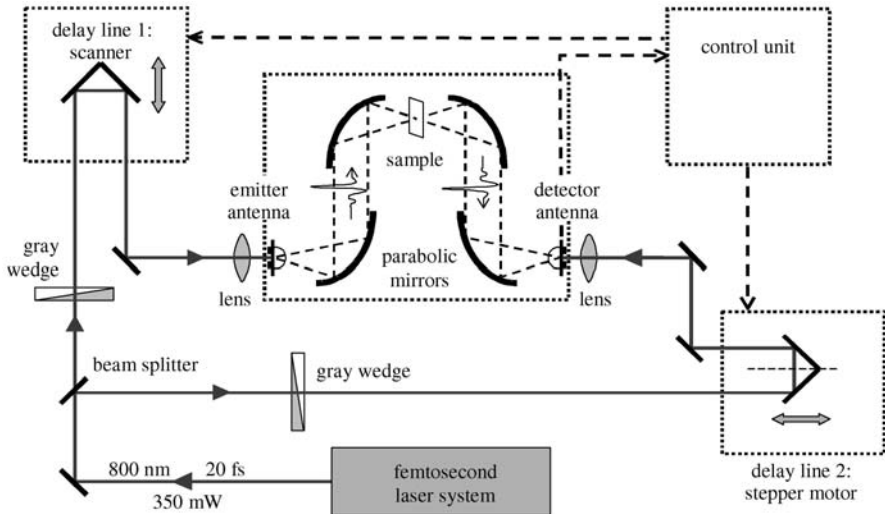 delay line 1:
scanner
control unit
sample
emitter
antenna
detector
antenna
parabolic
mirrors
gray
wedge
lens
lens
beam splitter
gray wedge
800 nm
20 fs
350 mW
femtosecond
laser system
delay line 2:
stepper motor